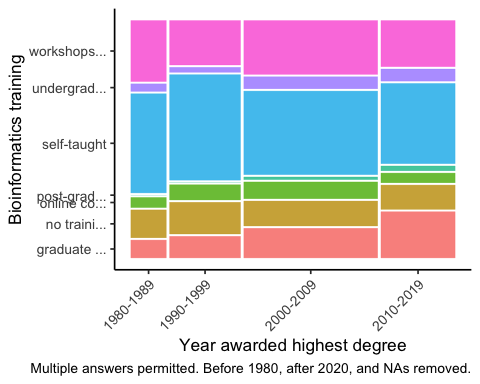 Bioinformatics training
workshops...
undergrad...
self-taught
post-grad...
online co...
no traini...
graduate ...
1980-1989
1990-1999
2000-2009
2010-2019
Year awarded highest degree
Multiple answers permitted. Before 1980, after 2020, and NAs removed.